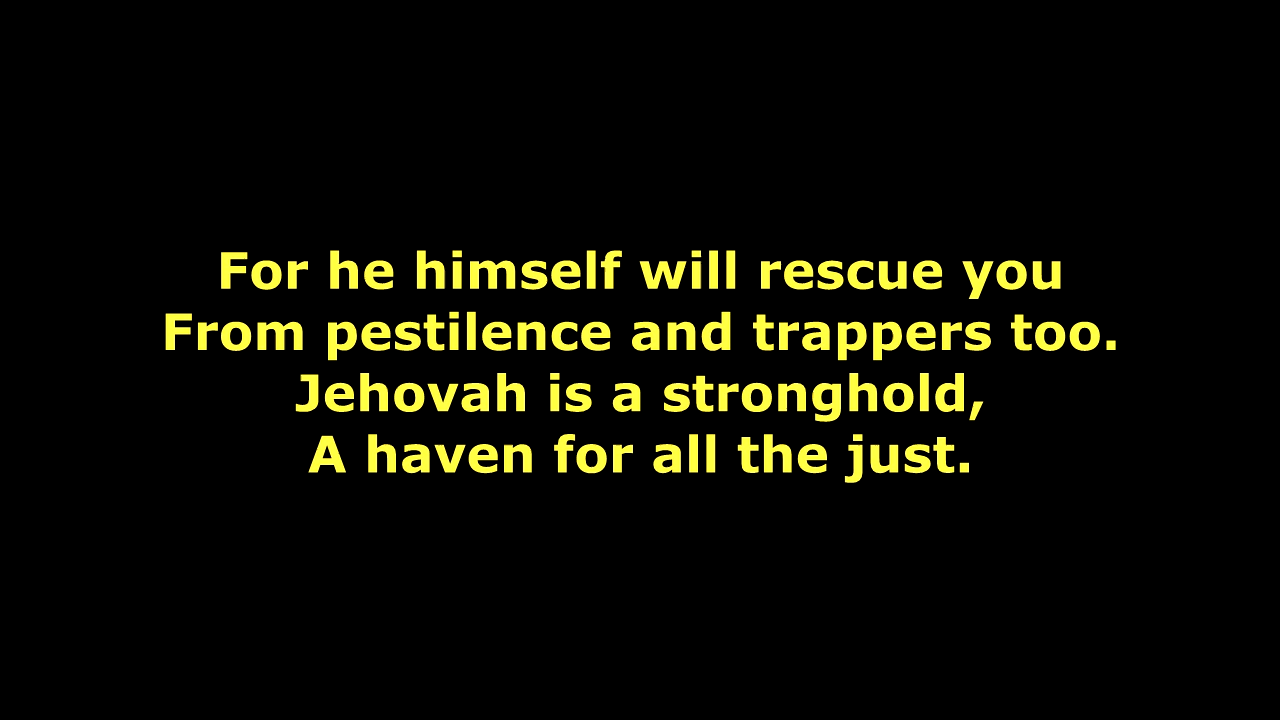 For he himself will rescue you
From pestilence and trappers too.
Jehovah is a stronghold,
A haven for all the just.